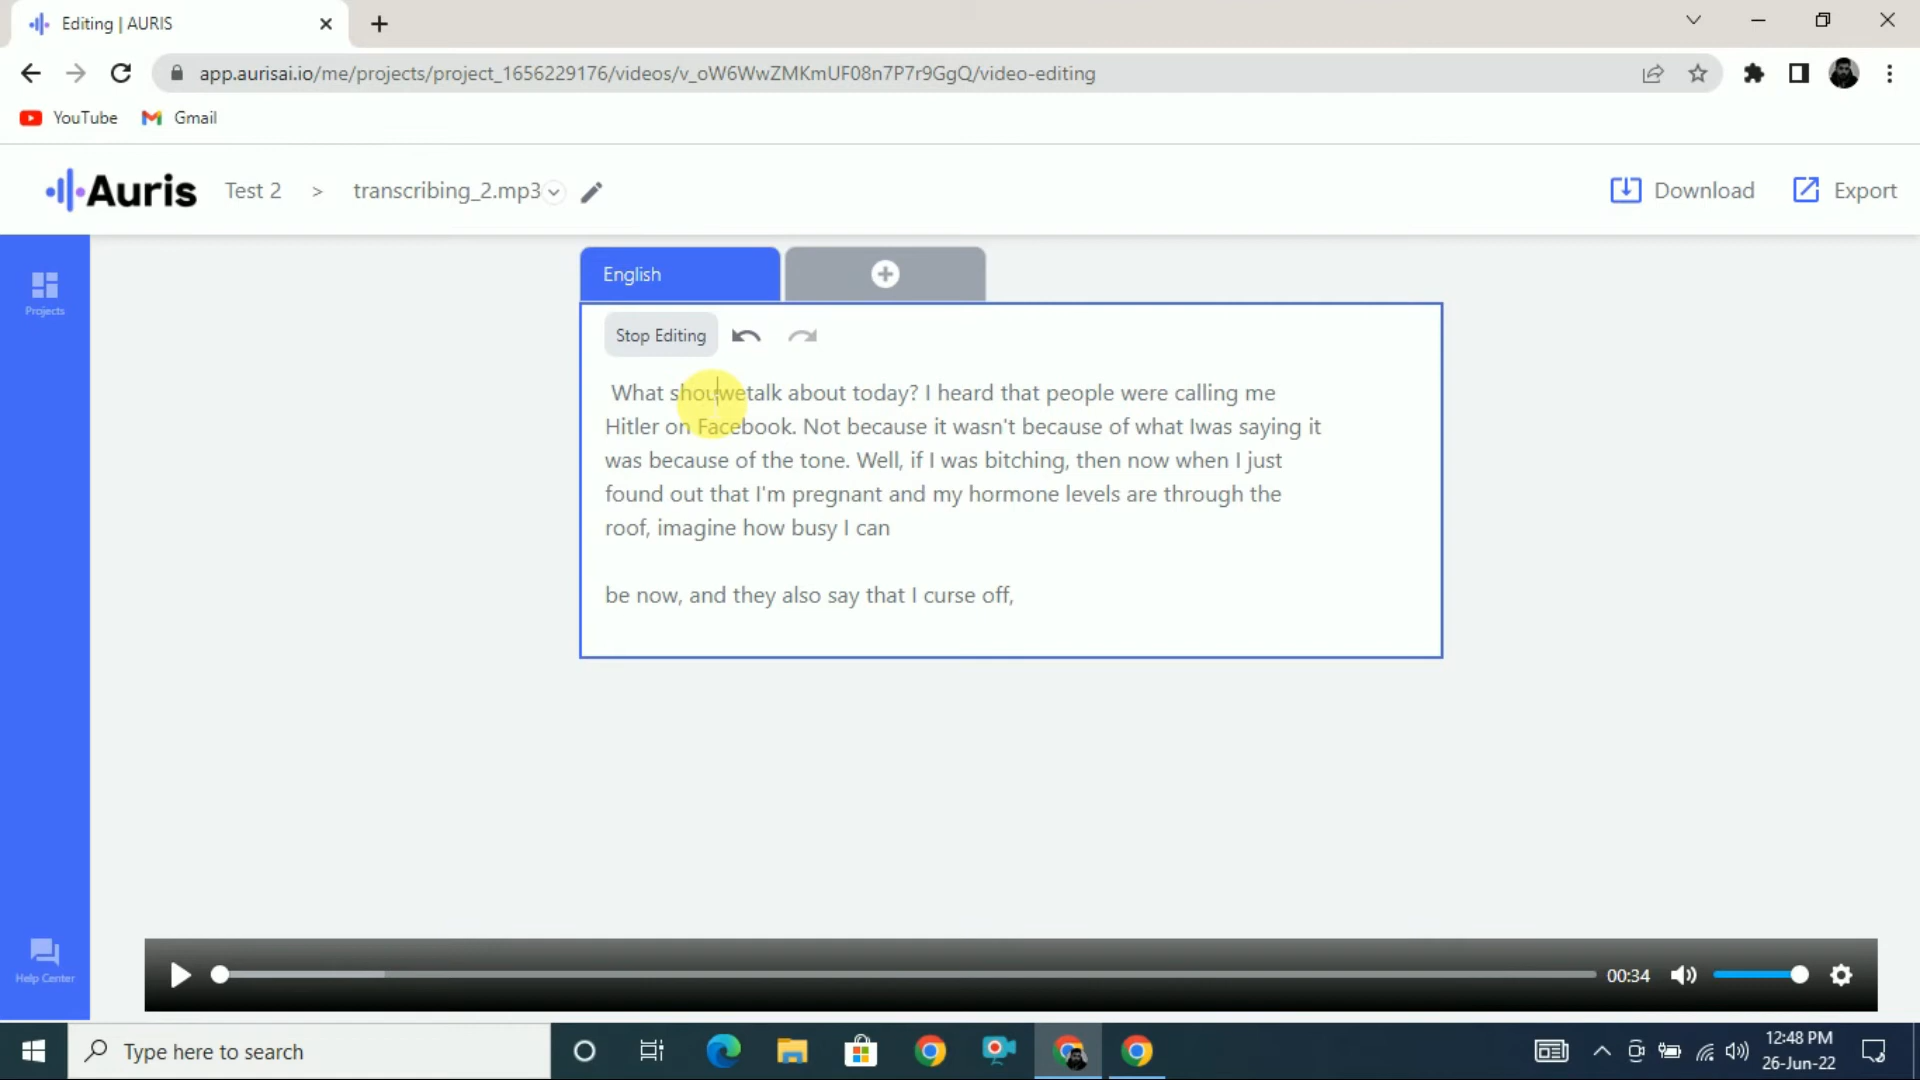 Editing | AURIS
app.aurisai.io/me/projects/project_1656229176/videos/v_oW6WwZMKmUF08n7P7r9GgQ/video-editing
YouTube Gmail
Auris Test 2 > transcribing_2.mp3 Download Export
Projects
English
Stop Editing
What shouwetalk about today? I heard that people were calling me
Hitler on Facebook. Not because it wasn't because of what Iwas saying it
was because of the tone. Well, if I was bitching, then now when I just
found out that I'm pregnant and my hormone levels are through the
roof, imagine how busy I can
be now, and they also say that I curse off,
Help Center
00:34
Type here to search
12:48 PM
26-Jun-22